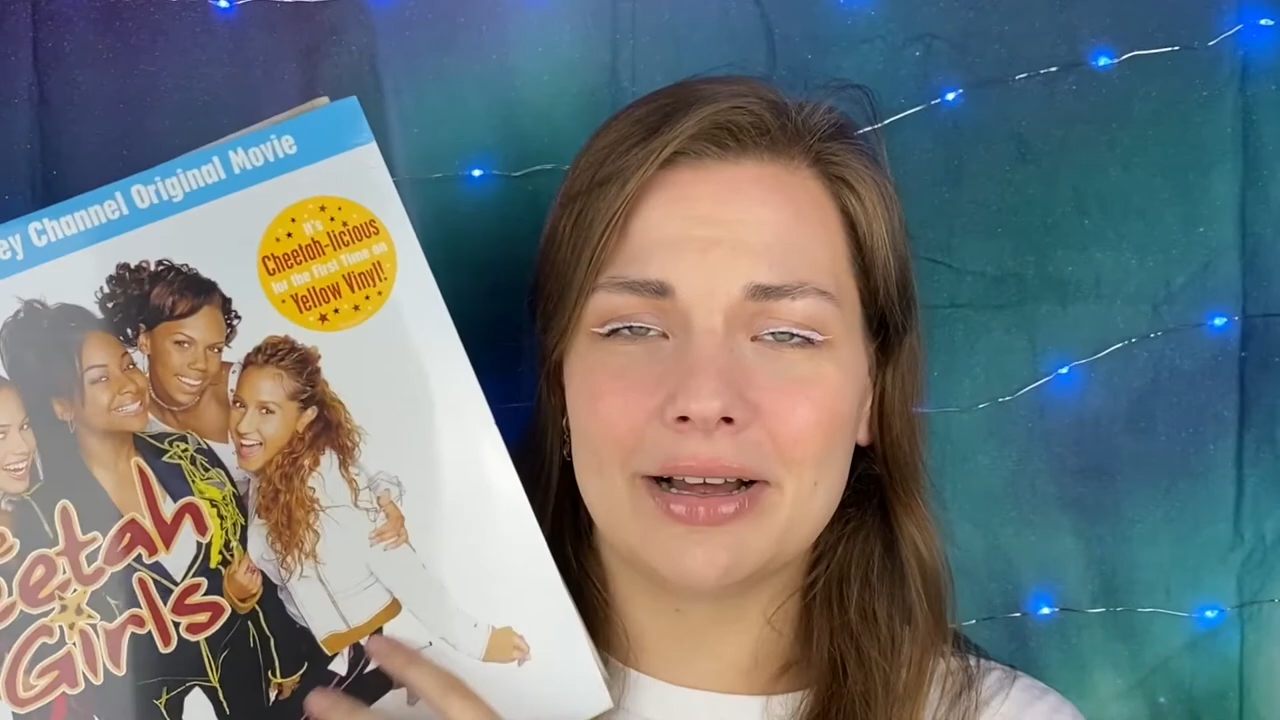 ey Channel Original Movie
It's
Cheetah-licious
for the First Time on
Yellow Vinyl!
e
eetah
Girls